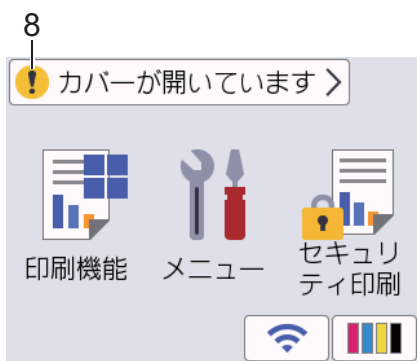 8
カバーが開いています
印刷機能
メニュー
セキュリ
ティ印刷